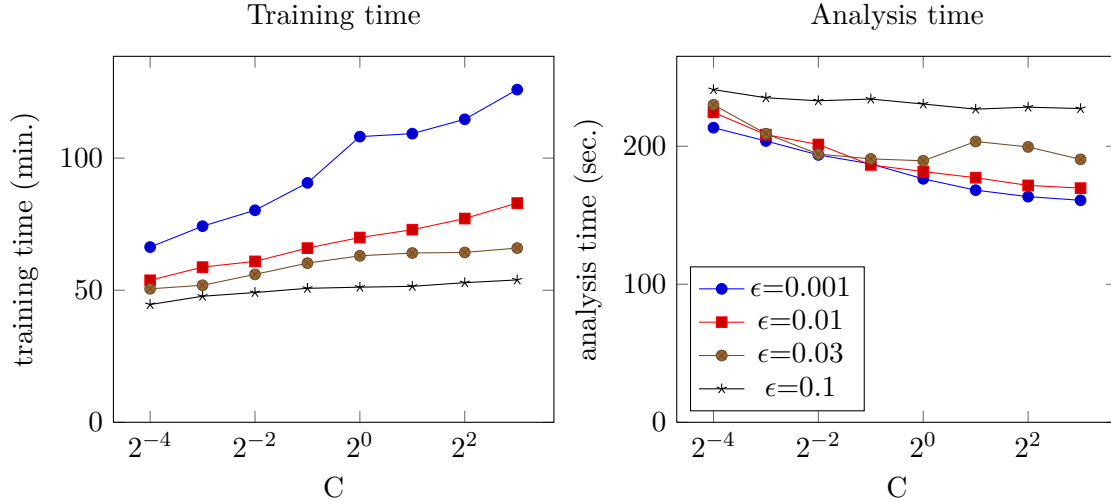 Training time
training time (min.)
100
50
0
2^-4
2^-2
2^0
2^2
C
Analysis time
analysis time (sec.)
200
100
0
ϵ=0.001
ϵ=0.01
ϵ=0.03
ϵ=0.1
2^-4
2^-2
2^0
2^2
C